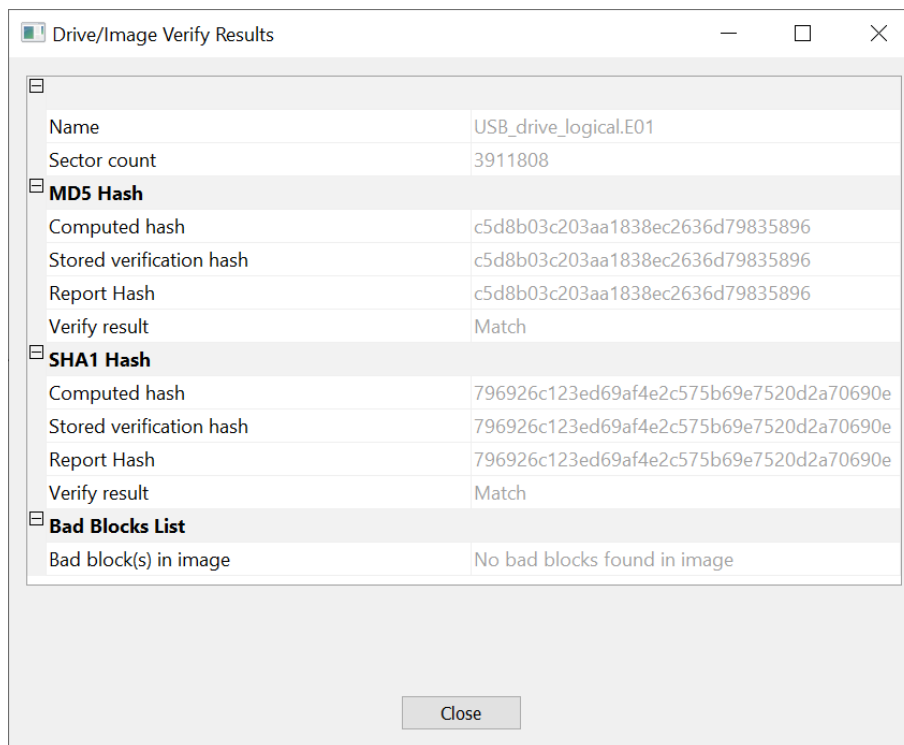 Drive/Image Verify Results
Name USB_drive_logical.E01
Sector count 3911808
MD5 Hash
Computed hash c5d8b03c203aa1838ec2636d79835896
Stored verification hash c5d8b03c203aa1838ec2636d79835896
Report Hash c5d8b03c203aa1838ec2636d79835896
Verify result Match
SHA1 Hash
Computed hash 796926c123ed69af4e2c575b69e7520d2a70690e
Stored verification hash 796926c123ed69af4e2c575b69e7520d2a70690e
Report Hash 796926c123ed69af4e2c575b69e7520d2a70690e
Verify result Match
Bad Blocks List
Bad block(s) in image No bad blocks found in image
Close